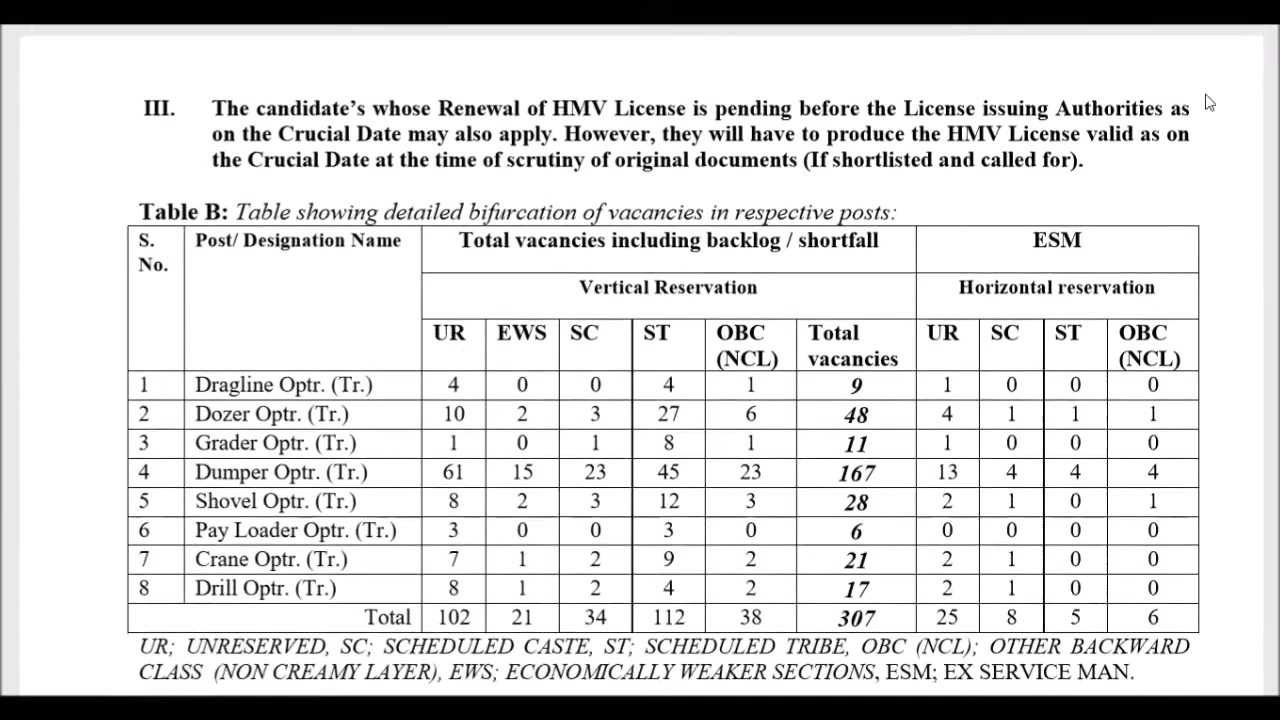 III. The candidate's whose Renewal of HMV License is pending before the License issuing Authorities as
on the Crucial Date may also apply. However, they will have to produce the HMV License valid as on
the Crucial Date at the time of scrutiny of original documents (If shortlisted and called for).
Table B: Table showing detailed bifurcation of vacancies in respective posts:
S. No. Post/ Designation Name Total vacancies including backlog / shortfall ESM
Vertical Reservation Horizontal reservation
UR EWS SC ST OBC (NCL) Total vacancies UR SC ST OBC (NCL)
1 Dragline Optr. (Tr.) 4 0 0 4 1 9 1 0 0 0
2 Dozer Optr. (Tr.) 10 2 3 27 6 48 4 1 1 1
3 Grader Optr. (Tr.) 1 0 1 8 1 11 1 0 0 0
4 Dumper Optr. (Tr.) 61 15 23 45 23 167 13 4 4 4
5 Shovel Optr. (Tr.) 8 2 3 12 3 28 2 1 0 1
6 Pay Loader Optr. (Tr.) 3 0 0 3 0 6 0 0 0 0
7 Crane Optr. (Tr.) 7 1 2 9 2 21 2 1 0 0
8 Drill Optr. (Tr.) 8 1 2 4 2 17 2 1 0 0
Total 102 21 34 112 38 307 25 8 5 6
UR; UNRESERVED, SC; SCHEDULED CASTE, ST; SCHEDULED TRIBE, OBC (NCL); OTHER BACKWARD
CLASS (NON CREAMY LAYER), EWS; ECONOMICALLY WEAKER SECTIONS, ESM; EX SERVICE MAN.